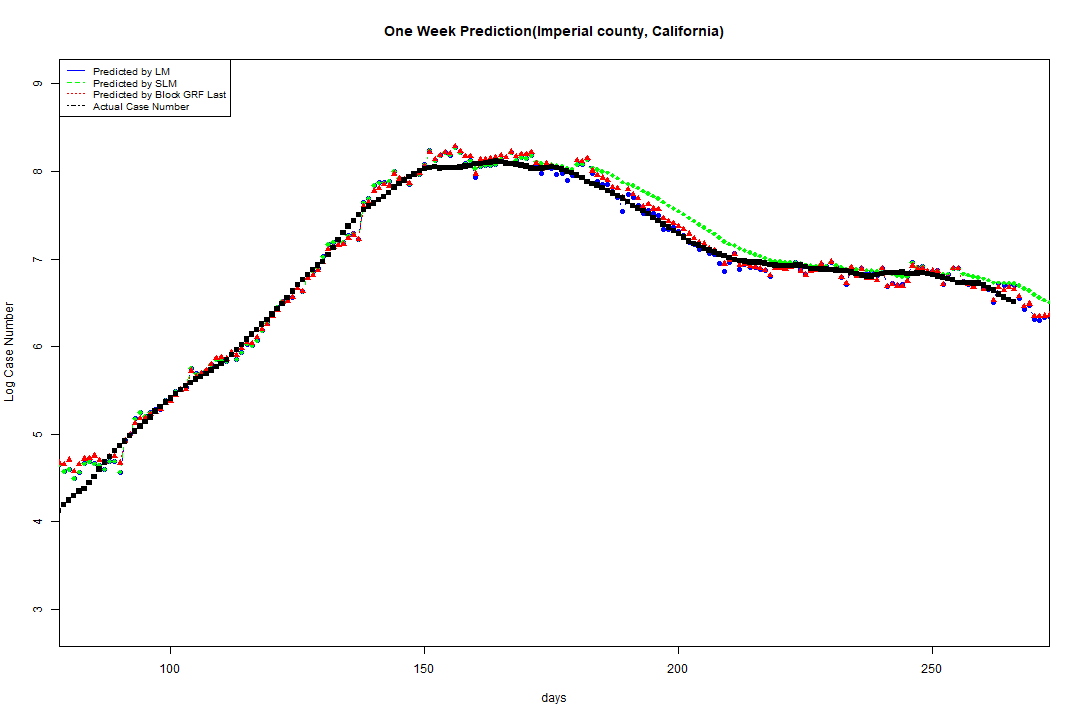 One Week Prediction(Imperial county, California)
Predicted by LM
Predicted by SLM
Predicted by Block GRF Last
Actual Case Number
9
8
7
6
5
4
3
Log Case Number
100 150 200 250
days